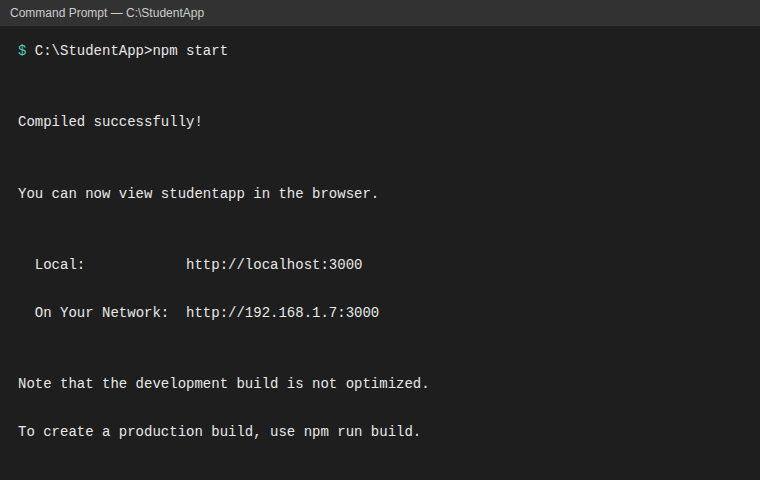 Command Prompt — C:\StudentApp
$ C:\StudentApp>npm start
Compiled successfully!
You can now view studentapp in the browser.
Local:            http://localhost:3000
On Your Network:  http://192.168.1.7:3000
Note that the development build is not optimized.
To create a production build, use npm run build.